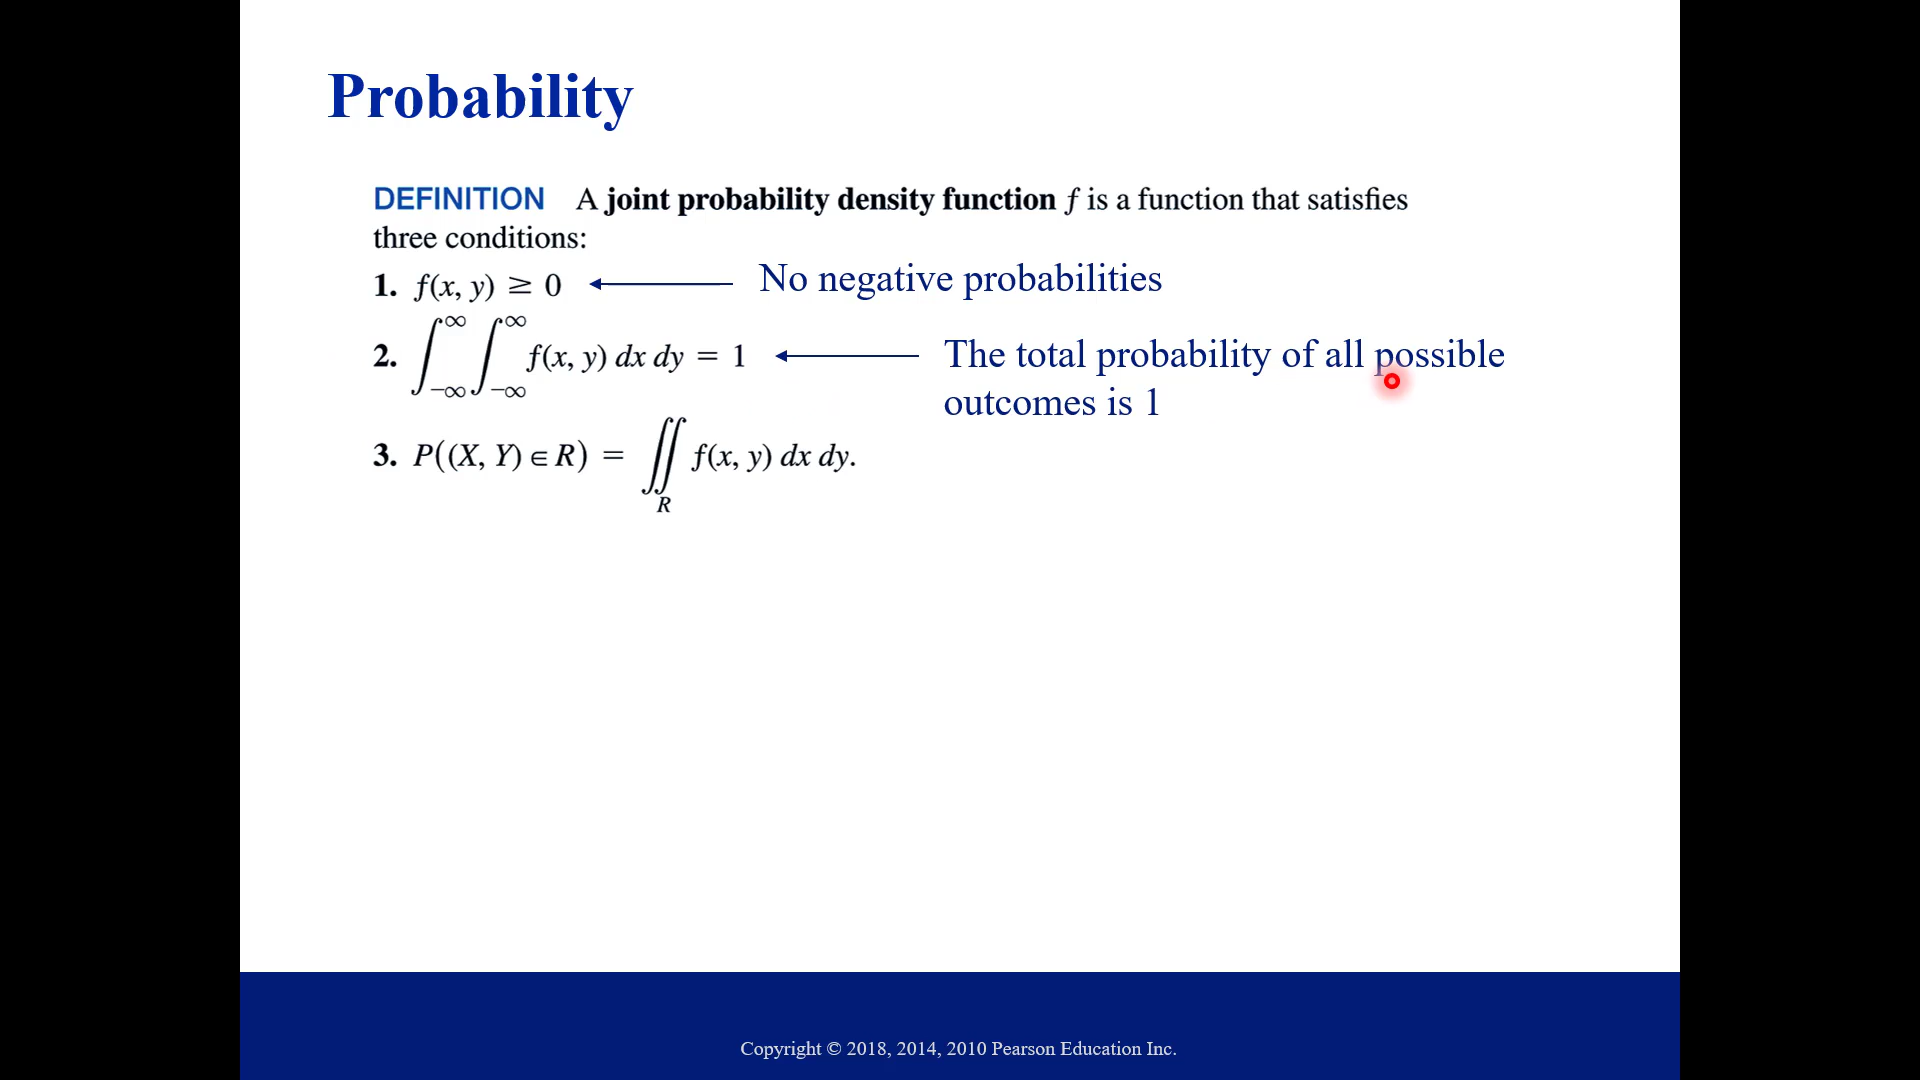 Probability
DEFINITION A joint probability density function f is a function that satisfies
three conditions:
1. f(x, y) ≥ 0 No negative probabilities
2. ∫_{−∞}^{∞} ∫_{−∞}^{∞} f(x, y) dx dy = 1 The total probability of all possible
outcomes is 1
3. P((X, Y) ∈ R) = ∬_R f(x, y) dx dy.
Copyright © 2018, 2014, 2010 Pearson Education Inc.